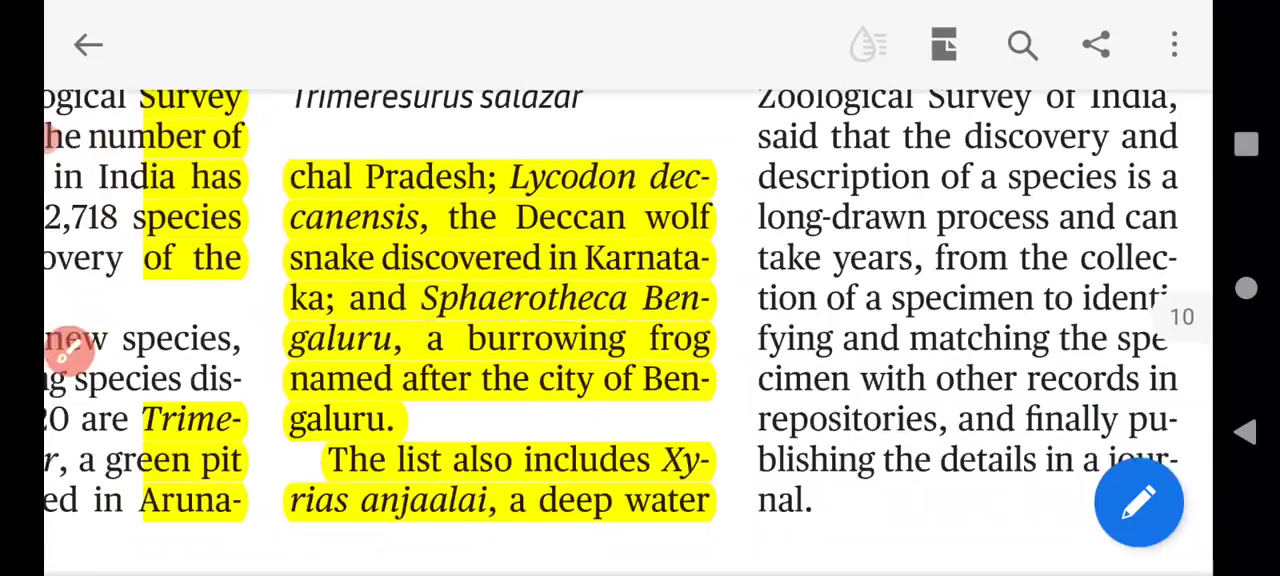 ogical Survey
he number of
in India has
2,718 species
overy of the
new species,
g species dis-
20 are Trime-
r, a green pit
ed in Aruna-
Trimeresurus salazar
chal Pradesh; Lycodon dec-
canensis, the Deccan wolf
snake discovered in Karnata-
ka; and Sphaerotheca Ben-
galuru, a burrowing frog
named after the city of Ben-
galuru.
The list also includes Xy-
rias anjaalai, a deep water
Zoological Survey of India,
said that the discovery and
description of a species is a
long-drawn process and can
take years, from the collec-
tion of a specimen to identi
fying and matching the spe
cimen with other records in
repositories, and finally pu-
blishing the details in a jour-
nal.
10